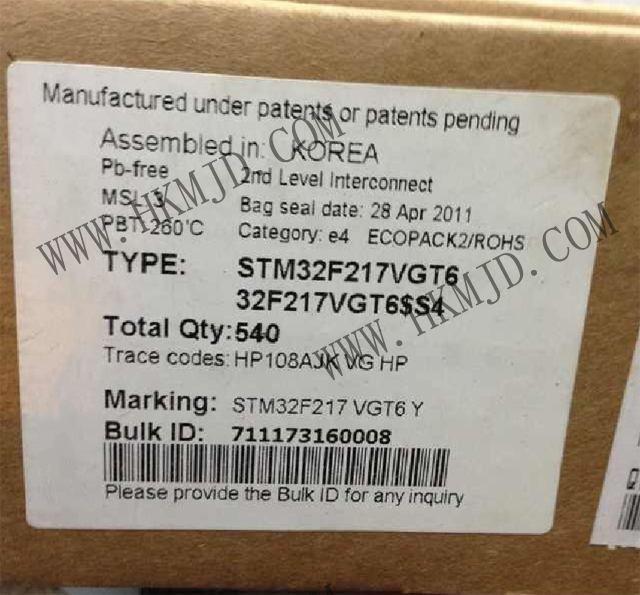 Manufactured under patents or patents pending
Assembled in: KOREA
Pb-free 2nd Level Interconnect
MSL: 3 Bag seal date: 28 Apr 2011
PBT: 260'C Category: e4 ECOPACK2/ROHS
TYPE: STM32F217VGT6
32F217VGT6$S4
Total Qty:540
Trace codes: HP108AJK VG HP
Marking: STM32F217 VGT6 Y
Bulk ID: 711173160008
Please provide the Bulk ID for any inquiry
WWW.HKMJD.COM
WWW.HKMJD.COM